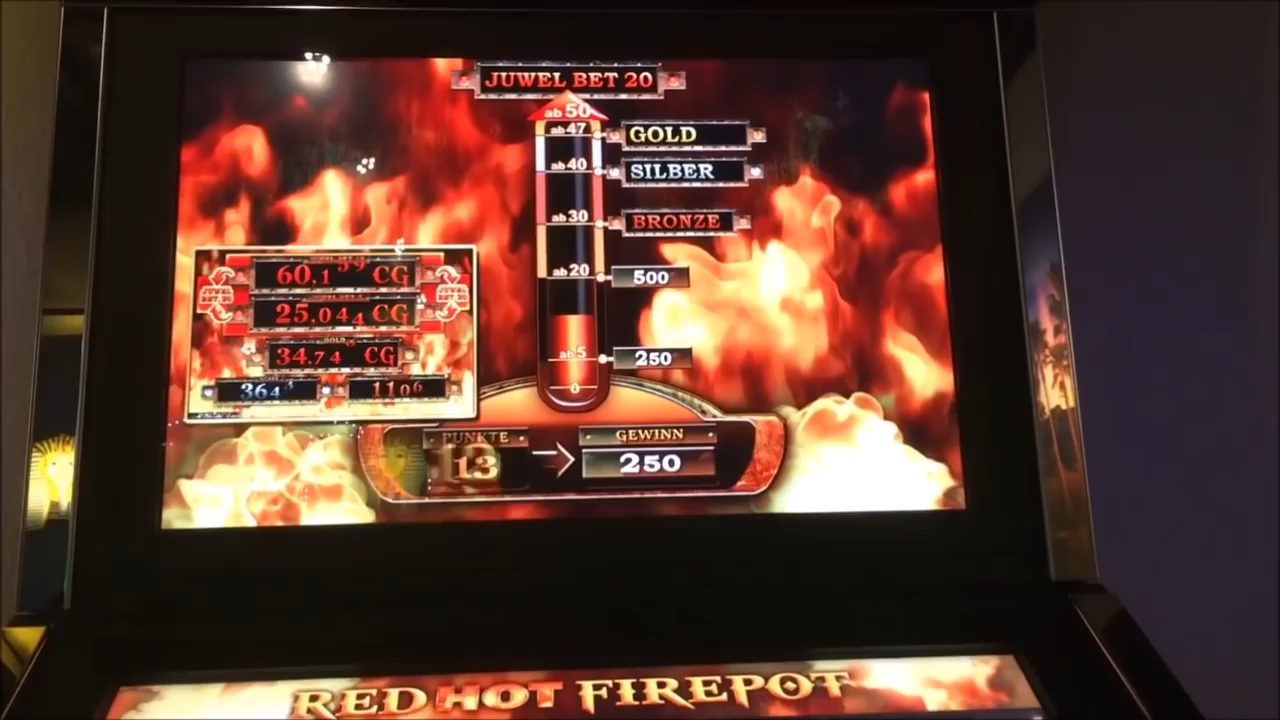 JUWEL BET 20
ab 50
ab 47
GOLD
ab 40
SILBER
ab 30
BRONZE
ab 20
500
60,1 CG
25,044 CG
GOLD
34,74 CG
364
1106
ab 5
250
0
PUNKTE
GEWINN
13
250
RED HOT FIREPOT